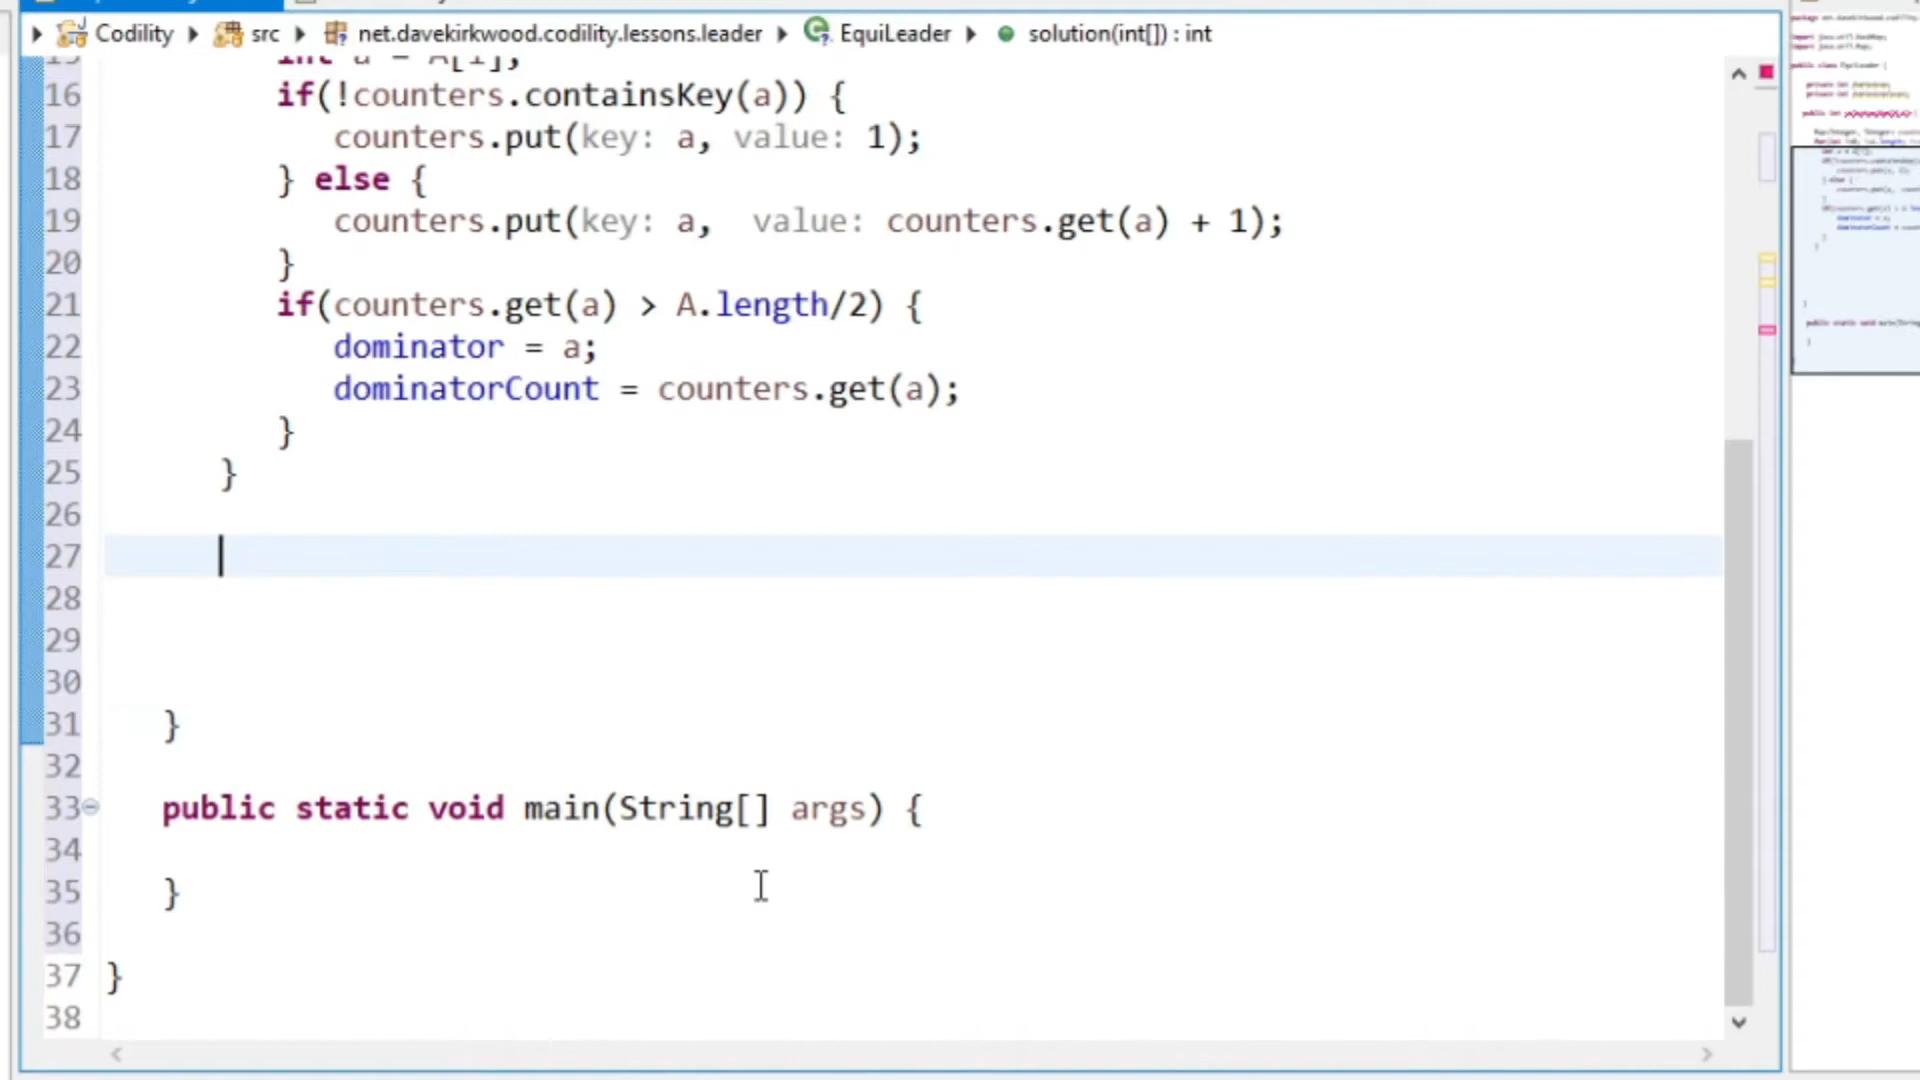 Codility src net.davekirkwood.codility.lessons.leader EquiLeader solution(int[]) : int
15 int a = A[i];
16 if(!counters.containsKey(a)) {
17 counters.put(key: a, value: 1);
18 } else {
19 counters.put(key: a,  value: counters.get(a) + 1);
20 }
21 if(counters.get(a) > A.length/2) {
22 dominator = a;
23 dominatorCount = counters.get(a);
24 }
25 }
26
27
28
29
30
31 }
32
33 public static void main(String[] args) {
34
35 }
36
37 }
38